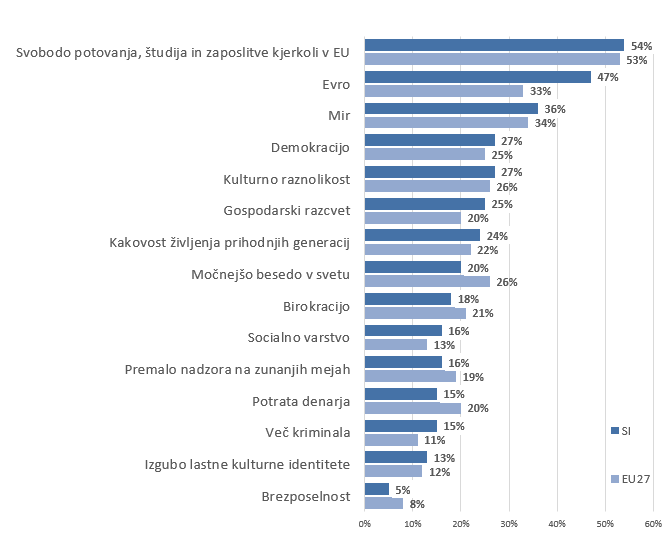 Svobodo potovanja, študija in zaposlitve kjerkoli v EU
54%
53%
Evro
47%
33%
Mir
36%
34%
Demokracijo
27%
25%
Kulturno raznolikost
27%
26%
Gospodarski razcvet
25%
20%
Kakovost življenja prihodnjih generacij
24%
22%
Močnejšo besedo v svetu
20%
26%
Birokracijo
18%
21%
Socialno varstvo
16%
13%
Premalo nadzora na zunanjih mejah
16%
19%
Potrata denarja
15%
20%
Več kriminala
15%
11%
Izgubo lastne kulturne identitete
13%
12%
Brezposelnost
5%
8%
SI
EU27
0% 10% 20% 30% 40% 50% 60%